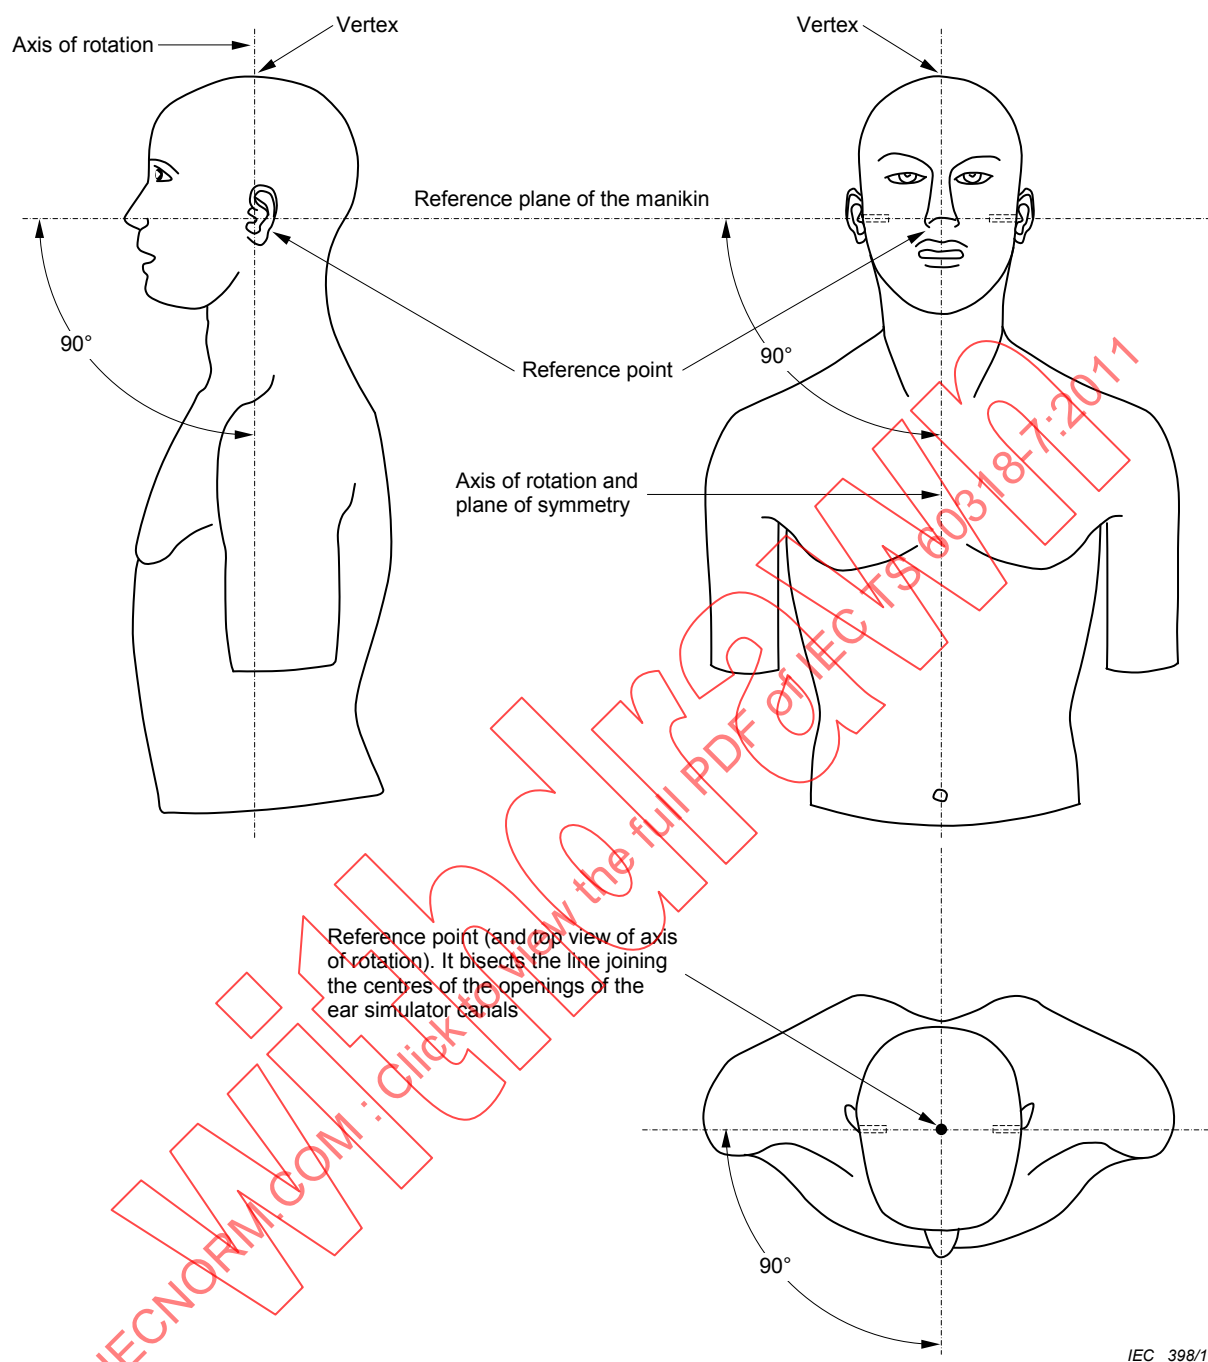 Axis of rotation
Vertex
Vertex
Reference plane of the manikin
90°
90°
Reference point
Axis of rotation and
plane of symmetry
Reference point (and top view of axis
of rotation). It bisects the line joining
the centres of the openings of the
ear simulator canals
90°
withdrawn
IECNORM.COM : Click to view the full PDF of IEC TS 60318-7:2011
IEC 398/1